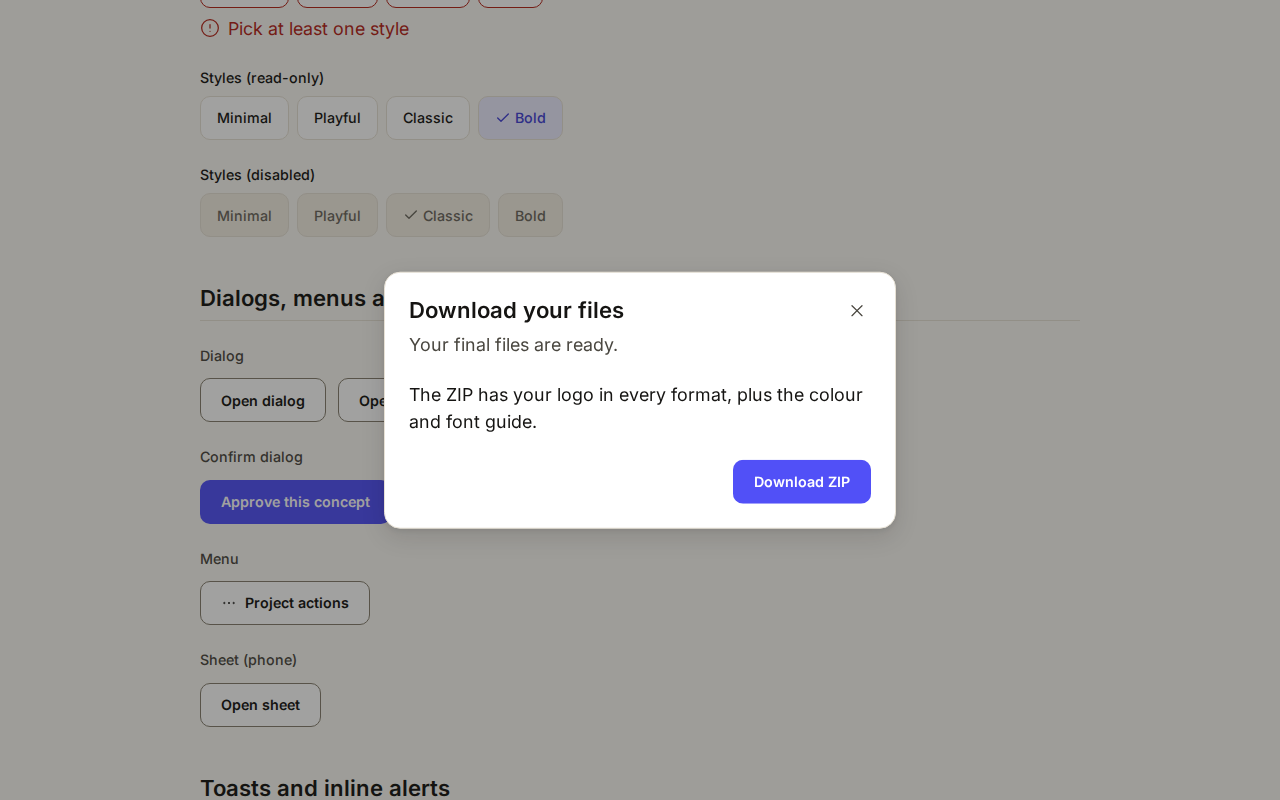 Pick at least one style
Styles (read-only)
Minimal
Playful
Classic
Bold
Styles (disabled)
Minimal
Playful
Classic
Bold
Dialogs, menus a
Dialog
Open dialog
Ope
Confirm dialog
Approve this concept
Menu
Project actions
Sheet (phone)
Open sheet
Toasts and inline alerts
Download your files
Your final files are ready.
The ZIP has your logo in every format, plus the colour
and font guide.
Download ZIP